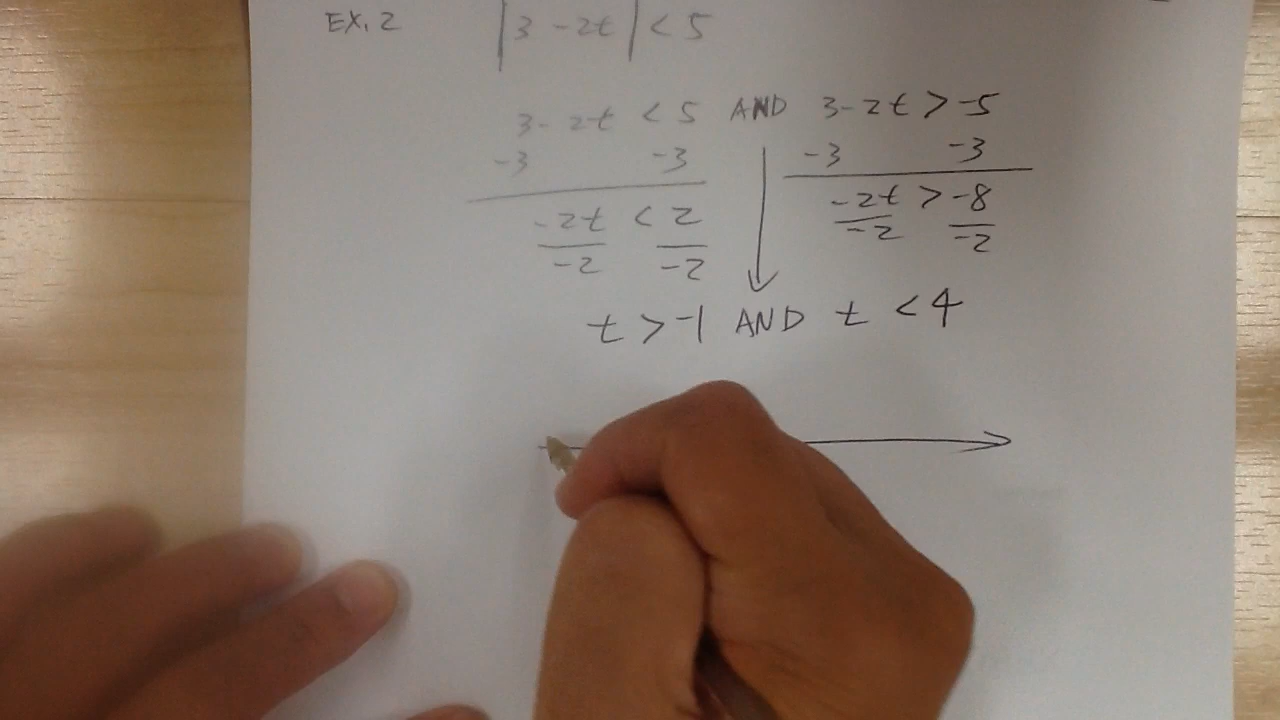 EX. 2 |3 - 2t| < 5
3 - 2t < 5 AND 3 - 2t > -5
-3 -3 -3 -3
-2t < 2 -2t > -8
-2 -2 -2 -2
t > -1 AND t < 4